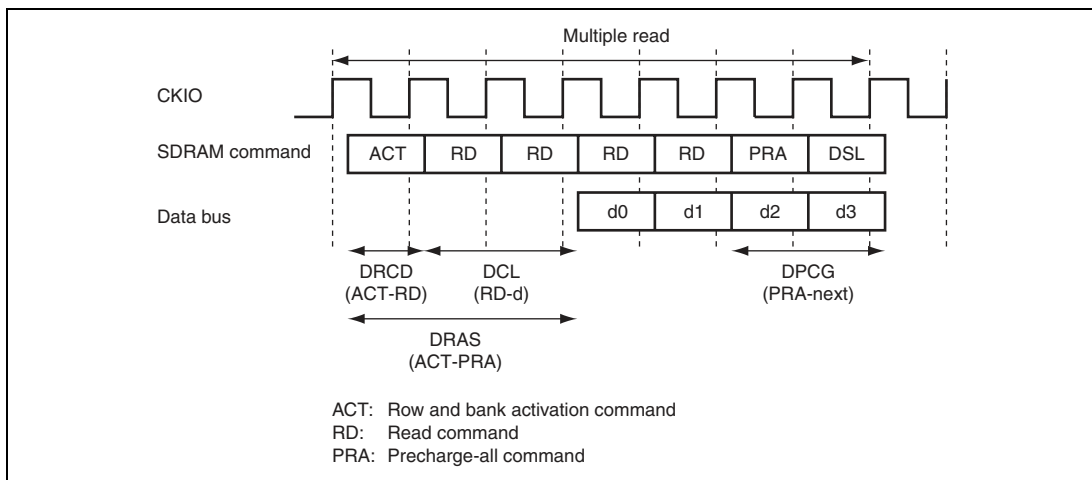 Multiple read
CKIO
SDRAM command ACT RD RD RD RD PRA DSL
Data bus d0 d1 d2 d3
DRCD DCL DPCG
(ACT-RD) (RD-d) (PRA-next)
DRAS
(ACT-PRA)
ACT: Row and bank activation command
RD: Read command
PRA: Precharge-all command